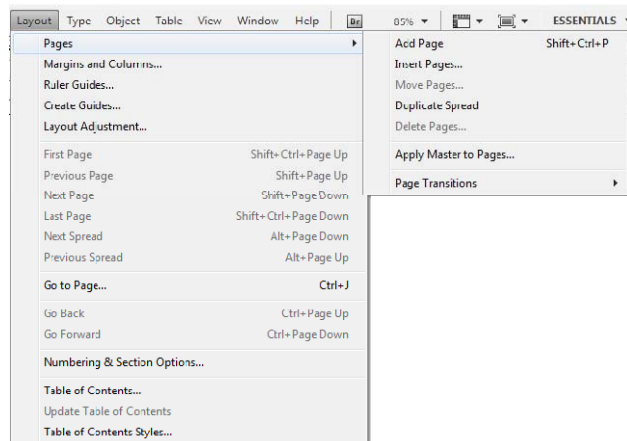 Layout Type Object Table View Window Help Br 85% ESSENTIALS
Pages
Margins and Columns...
Ruler Guides...
Create Guides...
Layout Adjustment...
First Page Shift+Ctrl+Page Up
Previous Page Shift+Page Up
Next Page Shift+Page Down
Last Page Shift+Ctrl+Page Down
Next Spread Alt+Page Down
Previous Spread Alt+Page Up
Go to Page... Ctrl+J
Go Back Ctrl+Page Up
Go Forward Ctrl+Page Down
Numbering & Section Options...
Table of Contents...
Update Table of Contents
Table of Contents Styles...
Add Page Shift+Ctrl+P
Insert Pages...
Move Pages...
Duplicate Spread
Delete Pages...
Apply Master to Pages...
Page Transitions